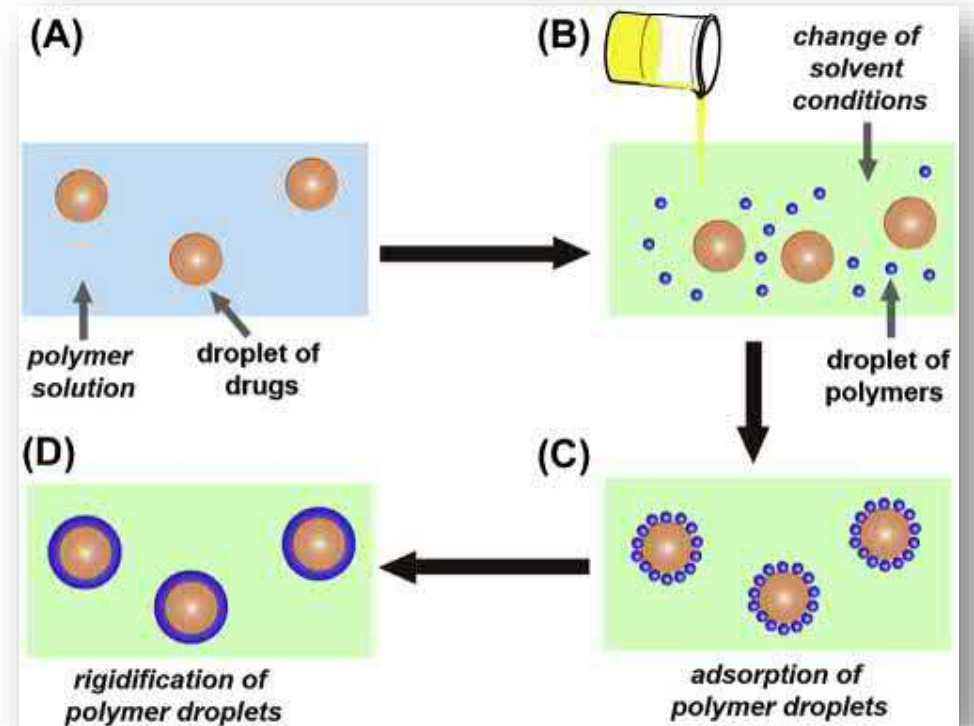 (A)
polymer
solution
droplet of
drugs
(B)
change of
solvent
conditions
droplet of
polymers
(D)
rigidification of
polymer droplets
(C)
adsorption of
polymer droplets